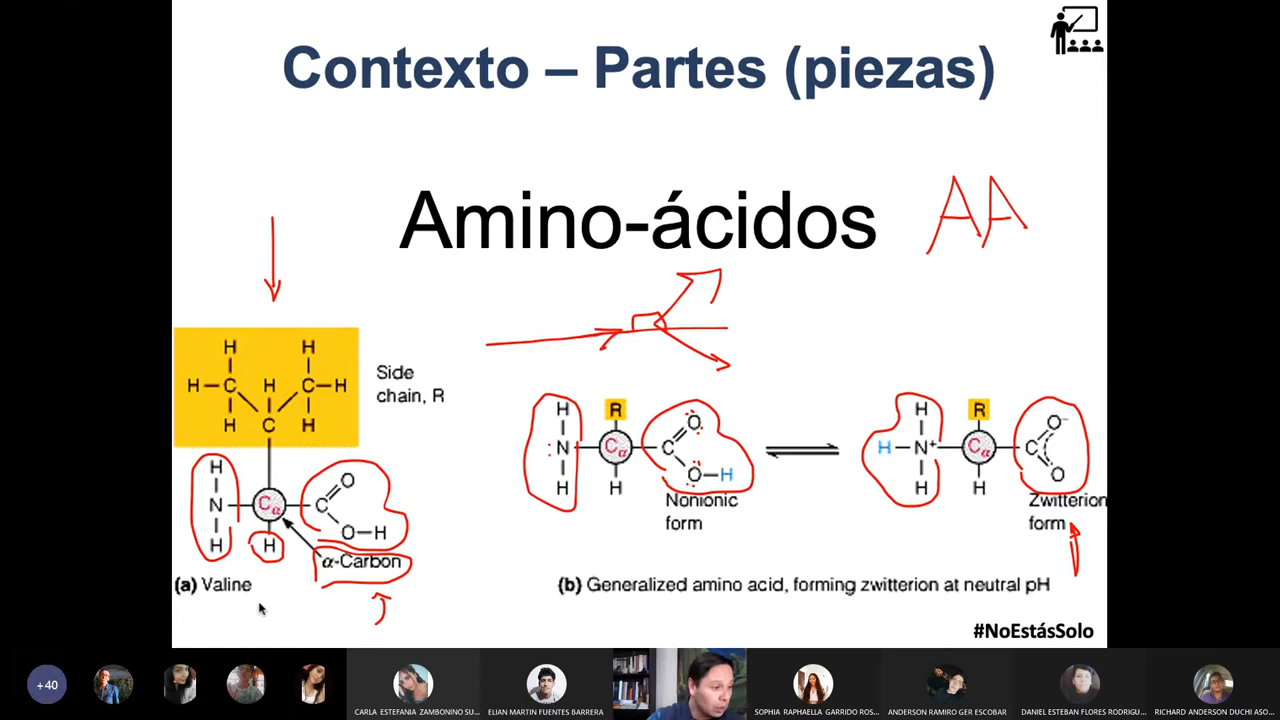 Contexto – Partes (piezas)
Amino-ácidos AA
H H
H–C H C–H
H C H
Side
chain, R
H
N Cα C O
H H O–H
α-Carbon
(a) Valine
H R O
:N Cα C
H H O–H
Nonionic
form
H R O⁻
H–N⁺ Cα C
H H O
Zwitterion
form
(b) Generalized amino acid, forming zwitterion at neutral pH
#NoEstásSolo
+40
CARLA ESTEFANIA ZAMBONINO SU...
ELIAN MARTIN FUENTES BARRERA
SOPHIA RAPHAELLA GARRIDO ROS...
ANDERSON RAMIRO GER ESCOBAR
DANIEL ESTEBAN FLORES RODRIGU...
RICHARD ANDERSON DUCHI ASO...